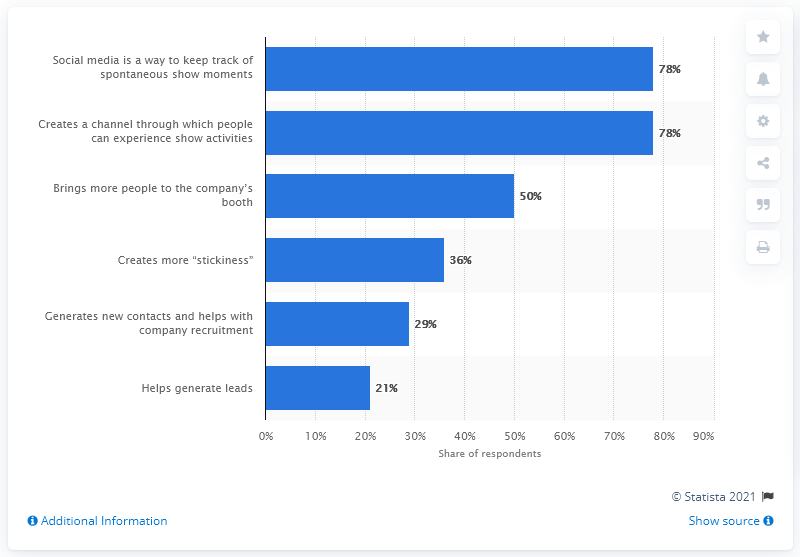 Social media is a way to keep track of
spontaneous show moments
78%
Creates a channel through which people
can experience show activities
78%
Brings more people to the company’s
booth
50%
Creates more “stickiness”
36%
Generates new contacts and helps with
company recruitment
29%
Helps generate leads
21%
0% 10% 20% 30% 40% 50% 60% 70% 80% 90%
Share of respondents
© Statista 2021
Additional Information
Show source